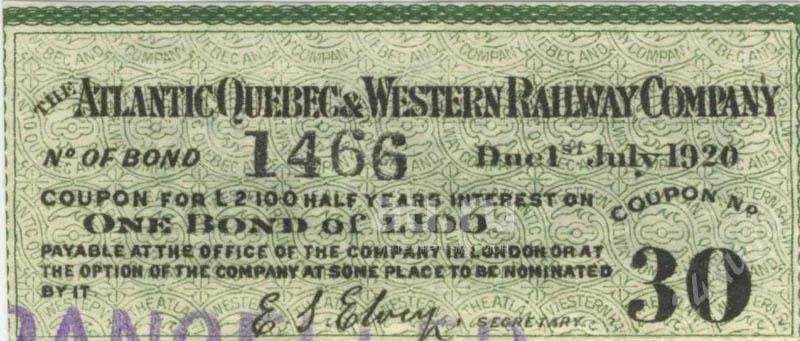 THE ATLANTIC QUEBEC & WESTERN RAILWAY COMPANY
No OF BOND 1466 Due 1st July 1920
COUPON FOR £2·10·0 HALF YEARS INTEREST ON
ONE BOND of £100
COUPON No
30
PAYABLE AT THE OFFICE OF THE COMPANY IN LONDON OR AT
THE OPTION OF THE COMPANY AT SOME PLACE TO BE NOMINATED
BY IT
SECRETARY